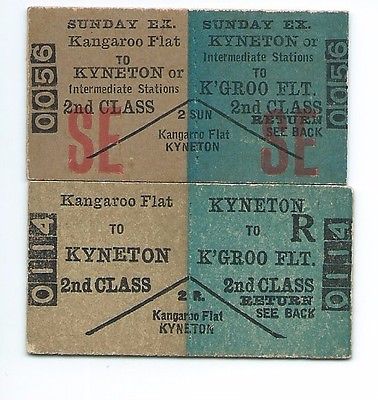 SUNDAY EX.
Kangaroo Flat
TO
KYNETON or
Intermediate Stations
2nd CLASS
SE
0056
SUNDAY EX.
KYNETON or
Intermediate Stations
TO
K'GROO FLT.
2nd CLASS
RETURN
SEE BACK
SE
0056
2 SUN
Kangaroo Flat
KYNETON
Kangaroo Flat
TO
KYNETON
2nd CLASS
0114
KYNETON
TO R
K'GROO FLT.
2nd CLASS
RETURN
SEE BACK
0114
2 R.
Kangaroo Flat
KYNETON